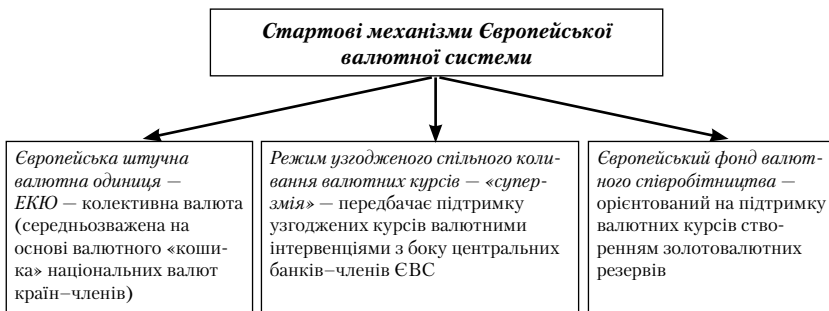 Стартові механізми Європейської
валютної системи
Європейська штучна
валютна одиниця —
ЕКЮ — колективна валюта
(середньозважена на
основі валютного «коши-
ка» національних валют
країн–членів)
Режим узгодженого спільного коли-
вання валютних курсів — «супер-
змія» — передбачає підтримку
узгоджених курсів валютними
інтервенціями з боку центральних
банків–членів ЄВС
Європейський фонд валют-
ного співробітництва —
орієнтований на підтримку
валютних курсів ство-
ренням золотовалютних
резервів